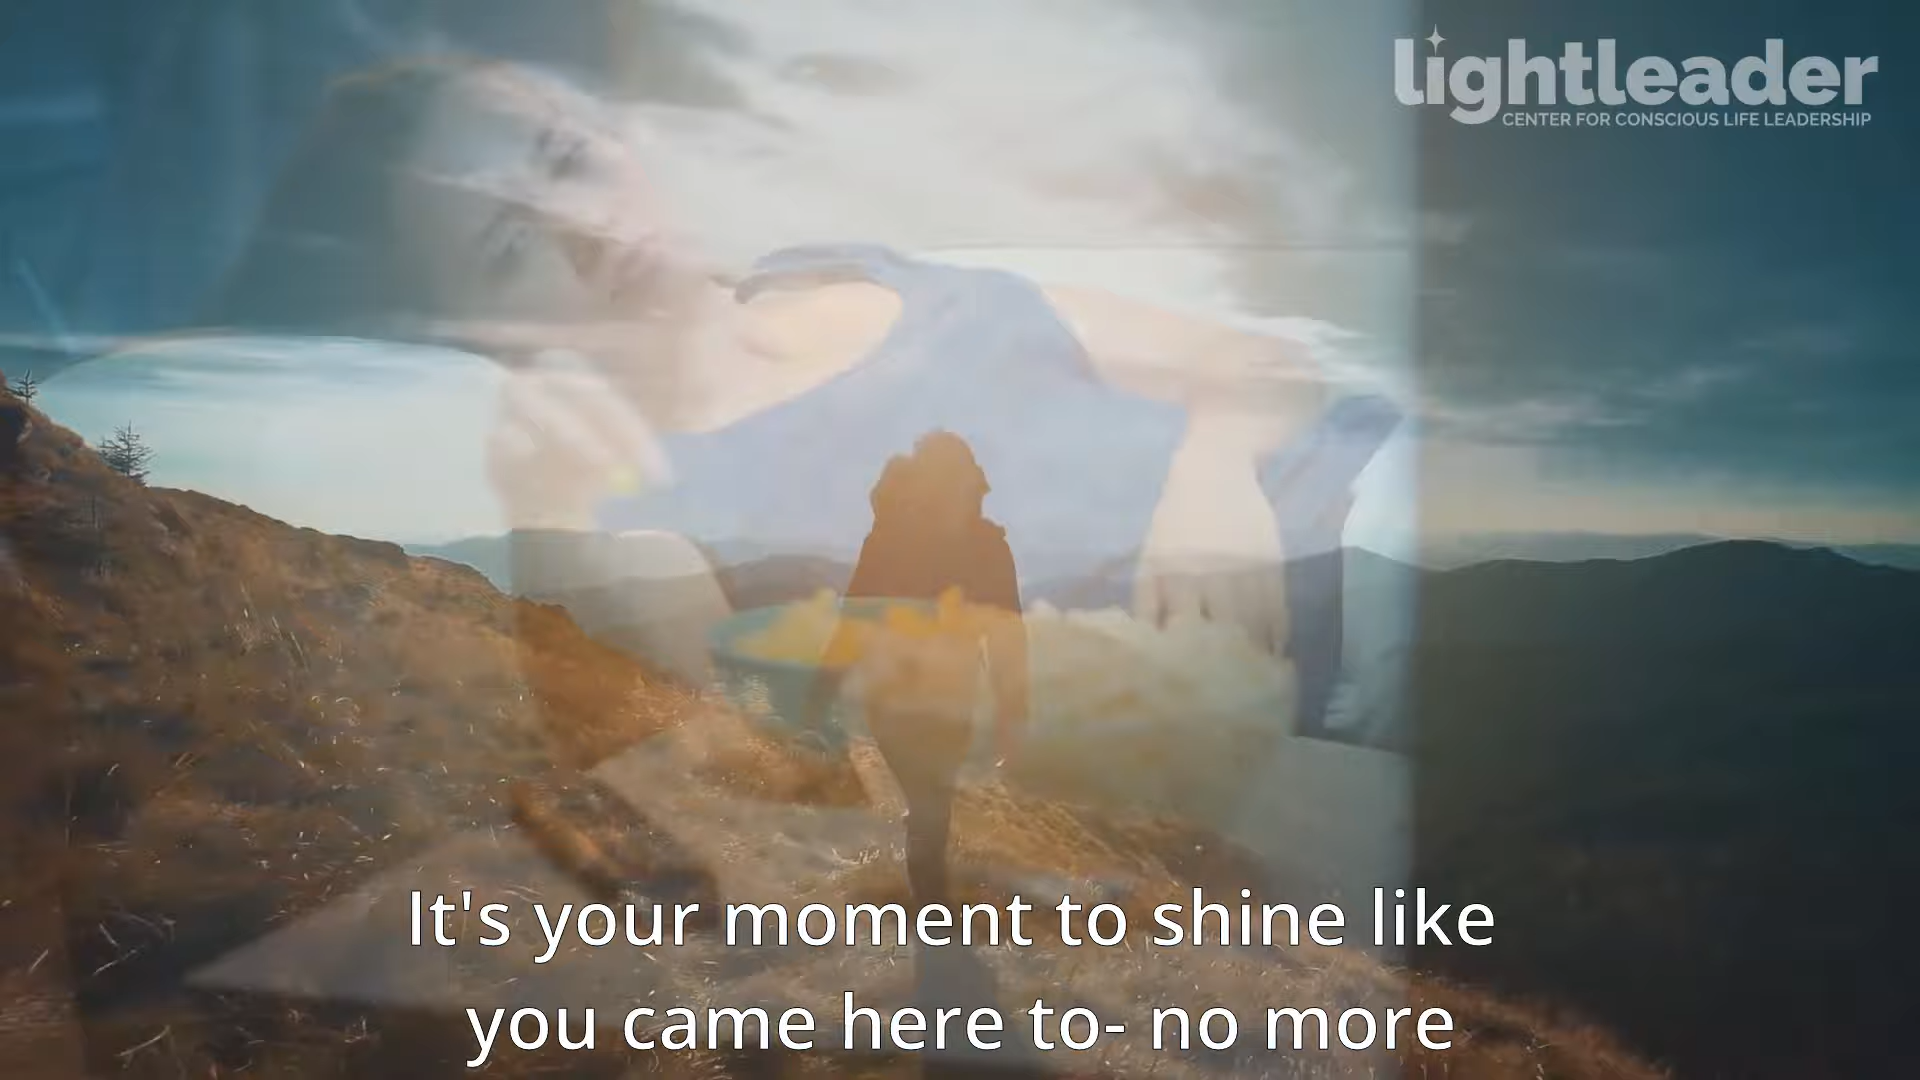 lightleader
CENTER FOR CONSCIOUS LIFE LEADERSHIP
It's your moment to shine like
you came here to- no more